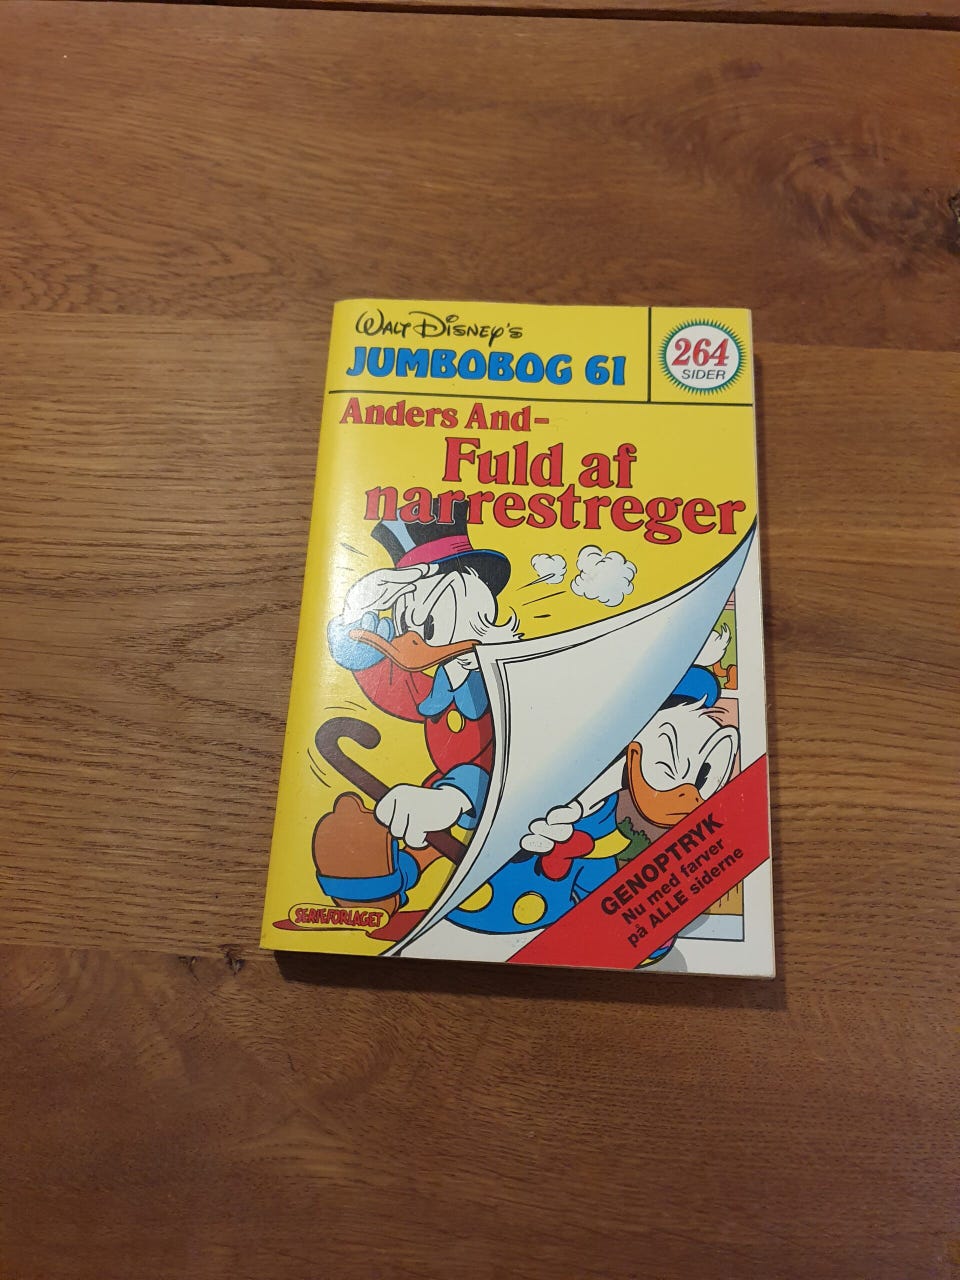 Walt Disney's
JUMBOBOG 61
264
SIDER
Anders And-
Fuld af
narrestreger
GENOPTRYK
Nu med farver
på ALLE siderne
SERIEFORLAGET